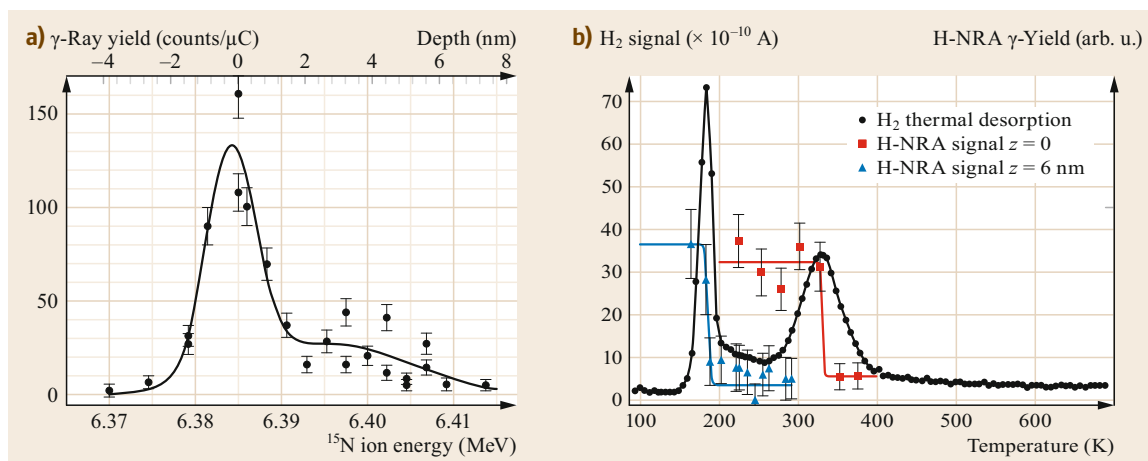 a) γ-Ray yield (counts/μC)
Depth (nm)
–4 –2 0 2 4 6 8
150
100
50
0
6.37 6.38 6.39 6.40 6.41
¹⁵N ion energy (MeV)
b) H₂ signal (× 10⁻¹⁰ A)
H-NRA γ-Yield (arb. u.)
70
60
50
40
30
20
10
0
H₂ thermal desorption
H-NRA signal z = 0
H-NRA signal z = 6 nm
100 200 300 400 500 600
Temperature (K)